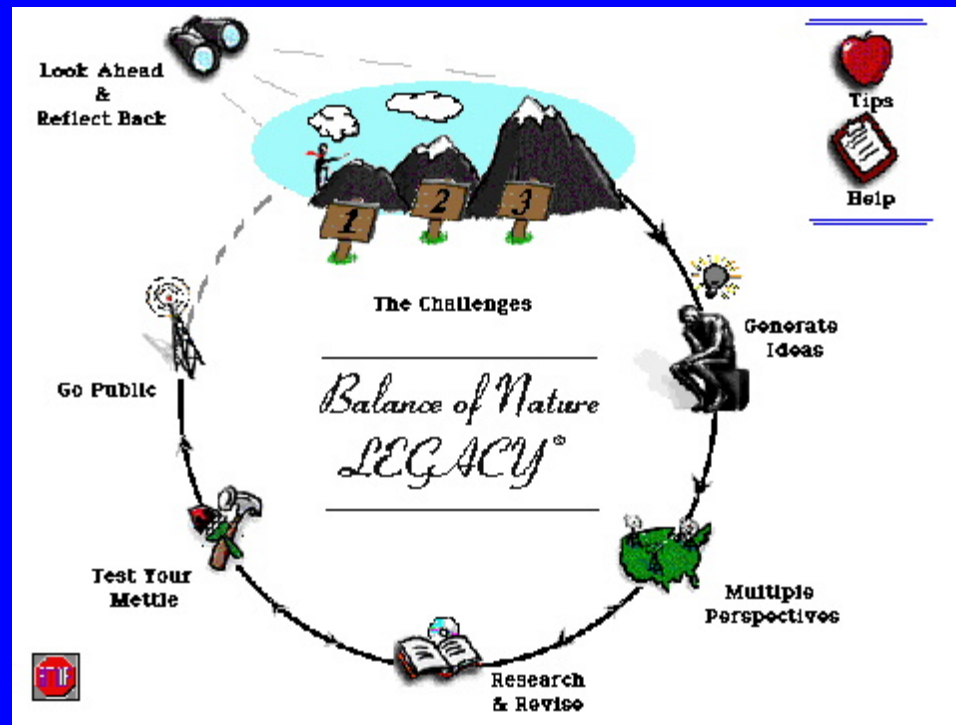 Look Ahead
&
Reflect Back
Tips
Help
1
2
3
The Challenges
Generate
Ideas
Balance of Nature
LEGACY®
Go Public
Test Your
Mettle
Multiple
Perspectives
Research
& Revise